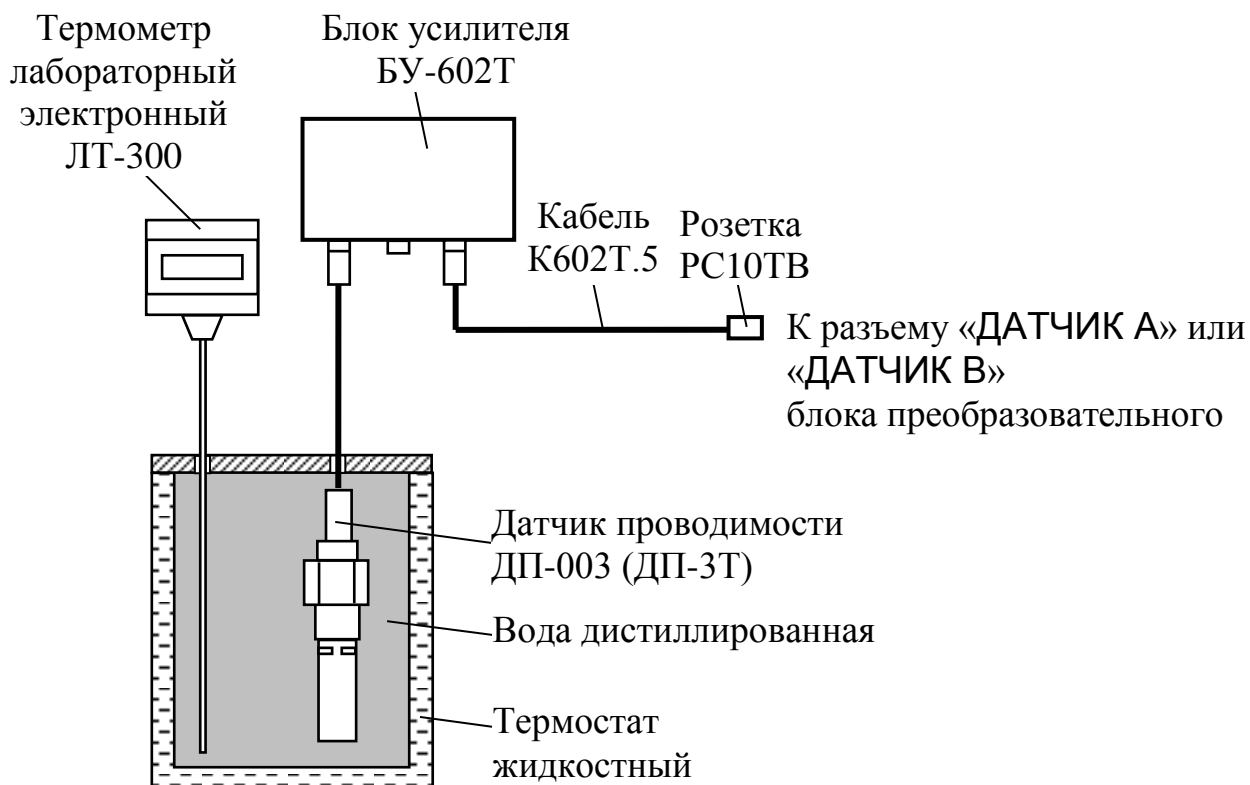 Термометр
лабораторный
электронный
ЛТ-300
Блок усилителя
БУ-602Т
Кабель
К602Т.5
Розетка
РС10ТВ
К разъему «ДАТЧИК А» или
«ДАТЧИК В»
блока преобразовательного
Датчик проводимости
ДП-003 (ДП-3Т)
Вода дистиллированная
Термостат
жидкостный